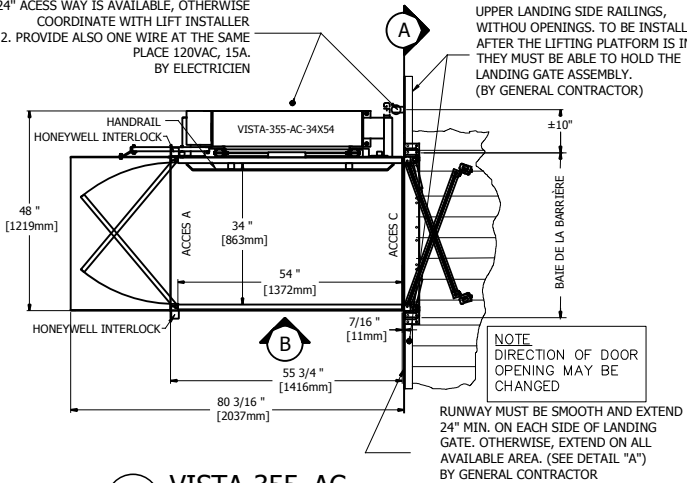 24" ACESS WAY IS AVAILABLE, OTHERWISE
COORDINATE WITH LIFT INSTALLER
2. PROVIDE ALSO ONE WIRE AT THE SAME
PLACE 120VAC, 15A.
BY ELECTRICIEN
A
UPPER LANDING SIDE RAILINGS,
WITHOU OPENINGS. TO BE INSTALL
AFTER THE LIFTING PLATFORM IS IN
THEY MUST BE ABLE TO HOLD THE
LANDING GATE ASSEMBLY.
(BY GENERAL CONTRACTOR)
HANDRAIL
HONEYWELL INTERLOCK
VISTA-355-AC-34X54
±10"
48 "
[1219mm]
ACCES A
34 "
[863mm]
ACCES C
BAIE DE LA BARRIÈRE
54 "
[1372mm]
HONEYWELL INTERLOCK
B
7/16 "
[11mm]
NOTE
DIRECTION OF DOOR
OPENING MAY BE
CHANGED
55 3/4 "
[1416mm]
80 3/16 "
[2037mm]
RUNWAY MUST BE SMOOTH AND EXTEND
24" MIN. ON EACH SIDE OF LANDING
GATE. OTHERWISE, EXTEND ON ALL
AVAILABLE AREA. (SEE DETAIL "A")
BY GENERAL CONTRACTOR
VISTA-355-AC